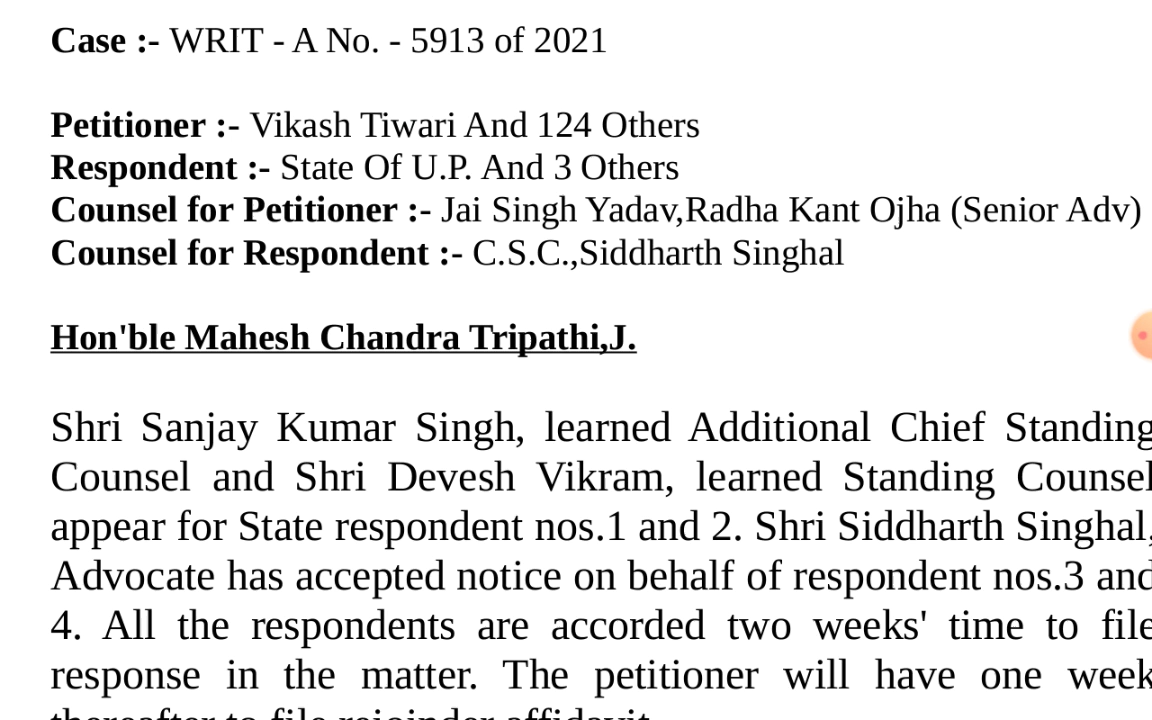 Case :- WRIT - A No. - 5913 of 2021
Petitioner :- Vikash Tiwari And 124 Others
Respondent :- State Of U.P. And 3 Others
Counsel for Petitioner :- Jai Singh Yadav,Radha Kant Ojha (Senior Adv)
Counsel for Respondent :- C.S.C.,Siddharth Singhal
Hon'ble Mahesh Chandra Tripathi,J.
Shri Sanjay Kumar Singh, learned Additional Chief Standing
Counsel and Shri Devesh Vikram, learned Standing Counsel
appear for State respondent nos.1 and 2. Shri Siddharth Singhal,
Advocate has accepted notice on behalf of respondent nos.3 and
4. All the respondents are accorded two weeks' time to file
response in the matter. The petitioner will have one week
thereafter to file rejoinder affidavit.